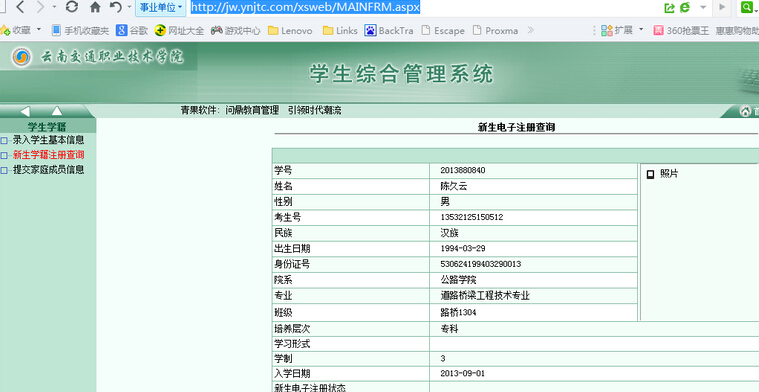 事业单位
http://jw.ynjtc.com/xsweb/MAINFRM.aspx
收藏 手机收藏夹 谷歌 网址大全 游戏中心 Lenovo Links BackTra Escape Proxma » 扩展 360抢票王 惠惠购物助
云南交通职业技术学院
学生综合管理系统
青果软件: 问鼎教育管理 引领时代潮流
学生学籍
录入学生基本信息
新生学籍注册查询
提交家庭成员信息
新生电子注册查询
学号 2013880840
照片
姓名 陈久云
性别 男
考生号 13532125150512
民族 汉族
出生日期 1994-03-29
身份证号 530624199403290013
院系 公路学院
专业 道路桥梁工程技术专业
班级 路桥1304
培养层次 专科
学习形式
学制 3
入学日期 2013-09-01
新生电子注册状态